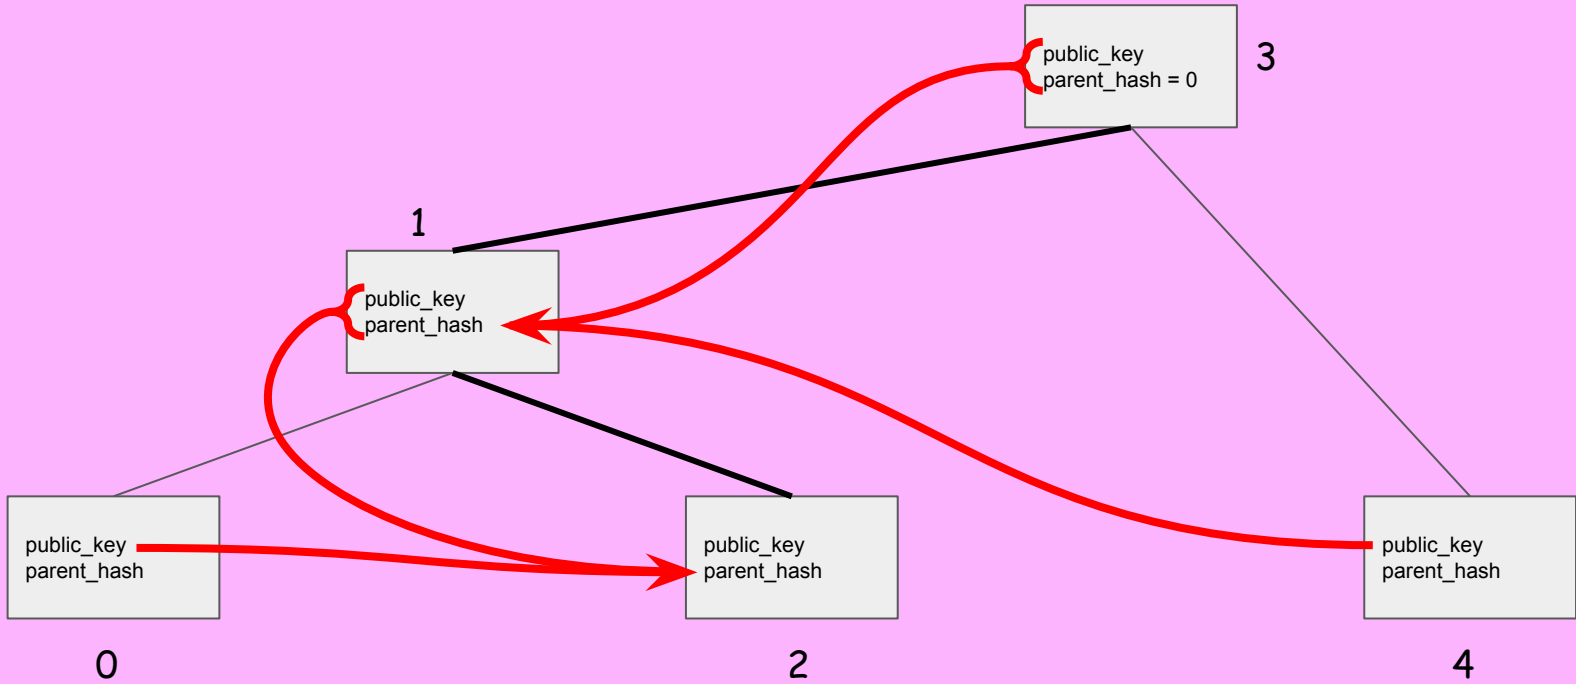 public_key
parent_hash = 0
3
1
public_key
parent_hash
public_key
parent_hash
public_key
parent_hash
public_key
parent_hash
0
2
4